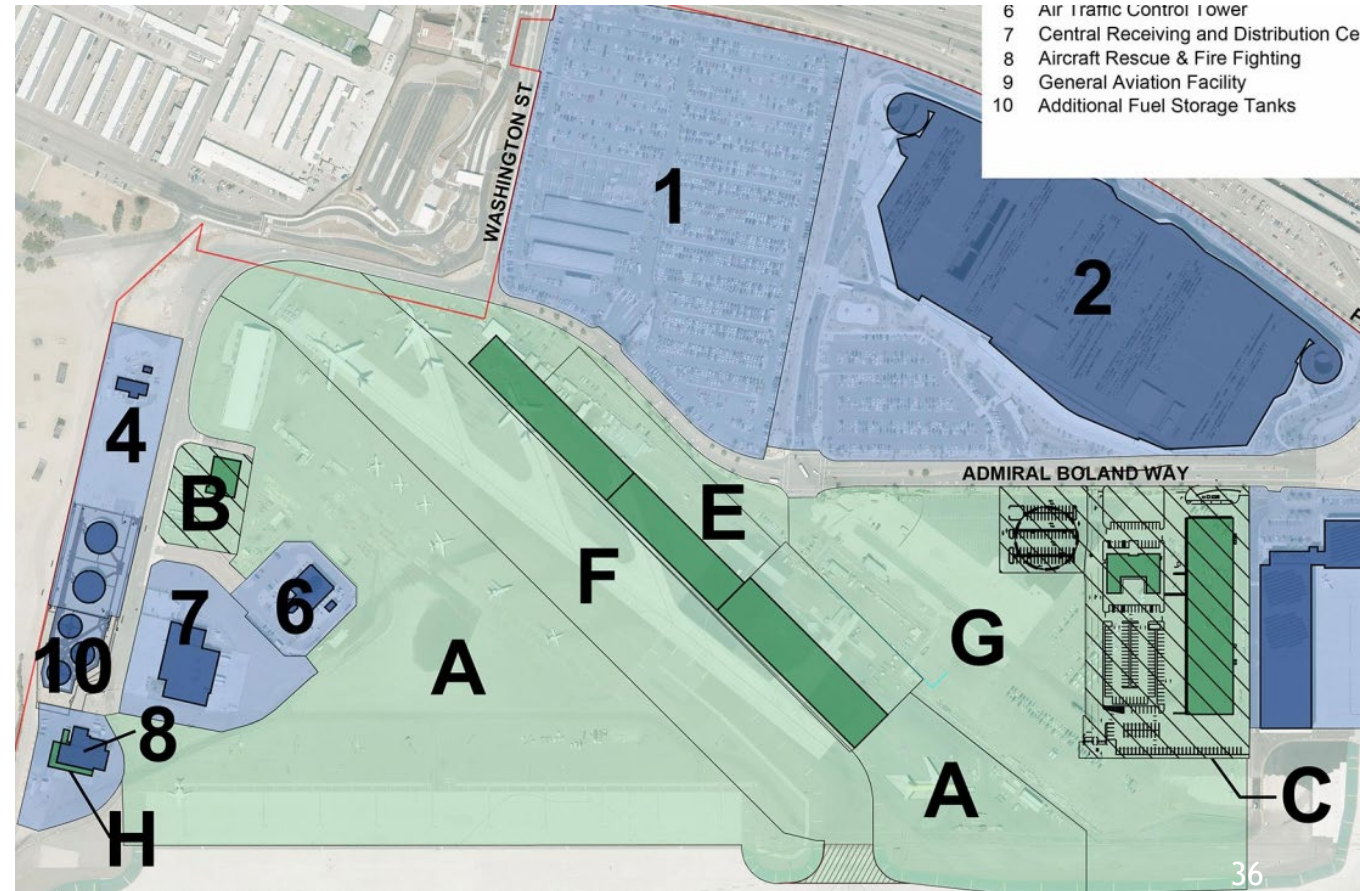 6 Air Traffic Control Tower
7 Central Receiving and Distribution Ce
8 Aircraft Rescue & Fire Fighting
9 General Aviation Facility
10 Additional Fuel Storage Tanks
WASHINGTON ST
1
2
4
ADMIRAL BOLAND WAY
B
E
F
6
7
G
A
10
8
A
C
H
36